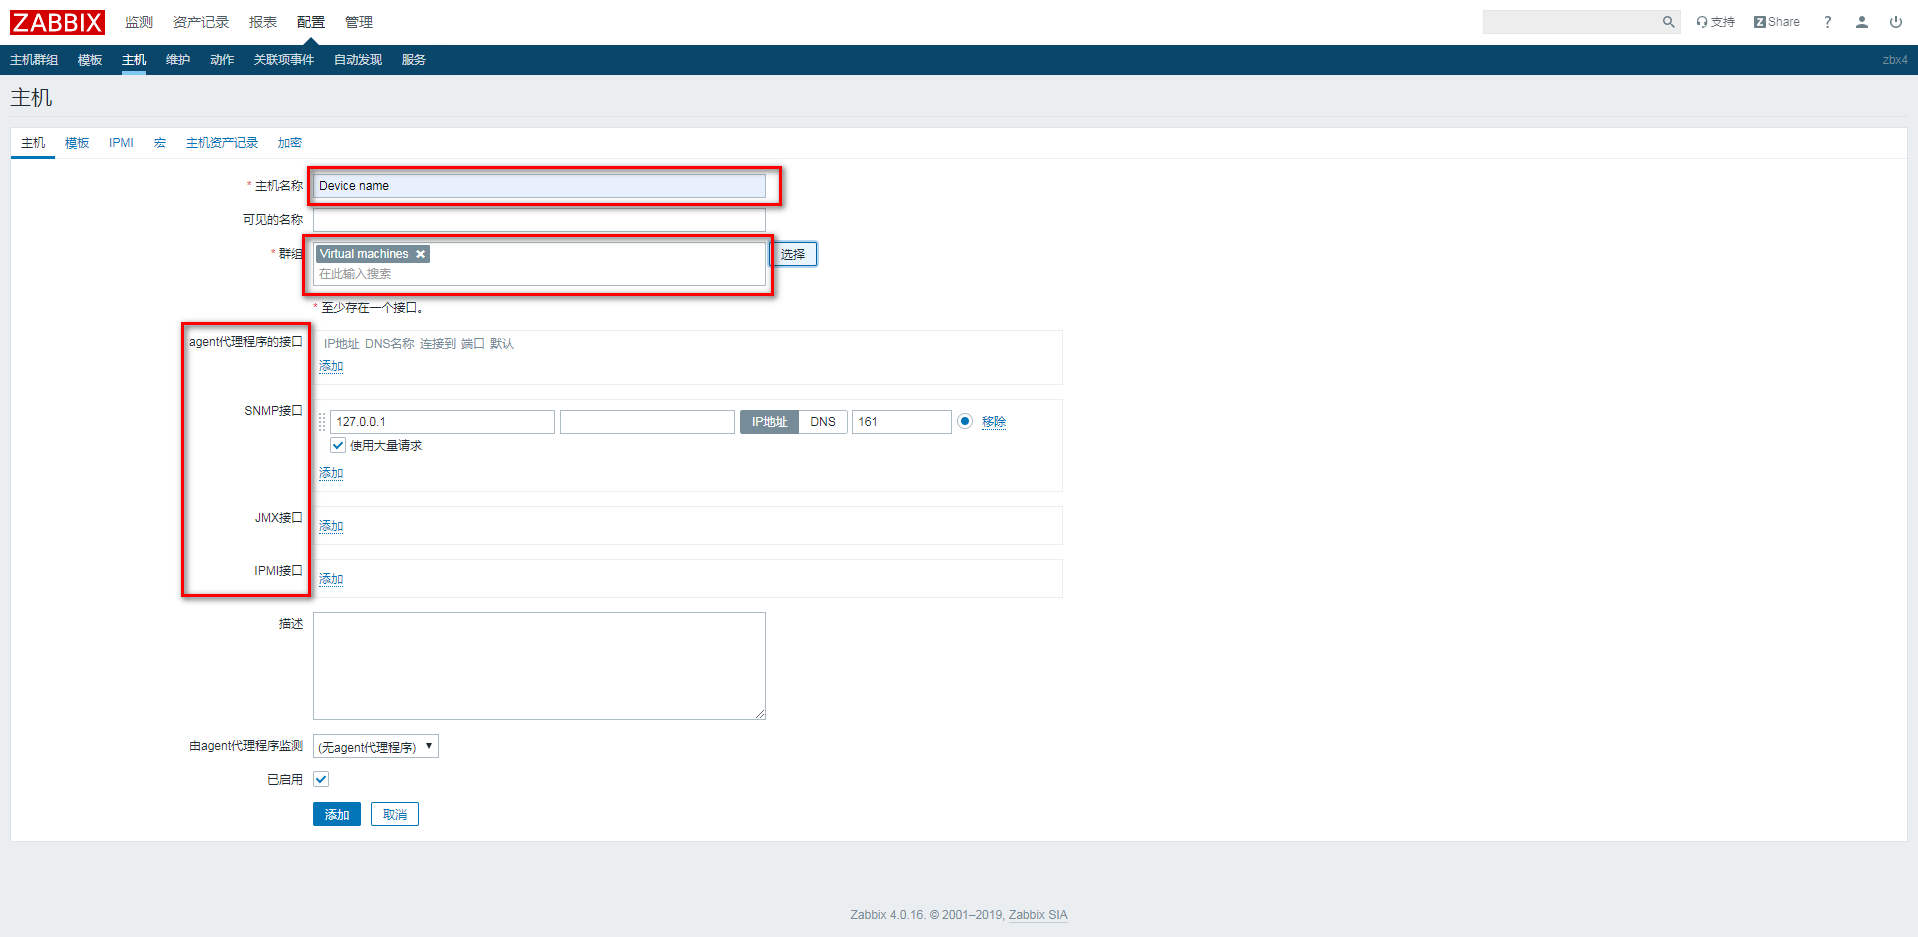 ZABBIX 监测 资产记录 报表 配置 管理 支持 Z Share ?
主机群组 模板 主机 维护 动作 关联项事件 自动发现 服务 zbx4
主机
主机 模板 IPMI 宏 主机资产记录 加密
* 主机名称 Device name
可见的名称
* 群组 Virtual machines 选择
在此输入搜索
* 至少存在一个接口。
agent代理程序的接口 IP地址 DNS名称 连接到 端口 默认
添加
SNMP接口 127.0.0.1 IP地址 DNS 161 移除
使用大量请求
添加
JMX接口 添加
IPMI接口 添加
描述
由agent代理程序监测 (无agent代理程序)
已启用
添加 取消
Zabbix 4.0.16. © 2001–2019, Zabbix SIA